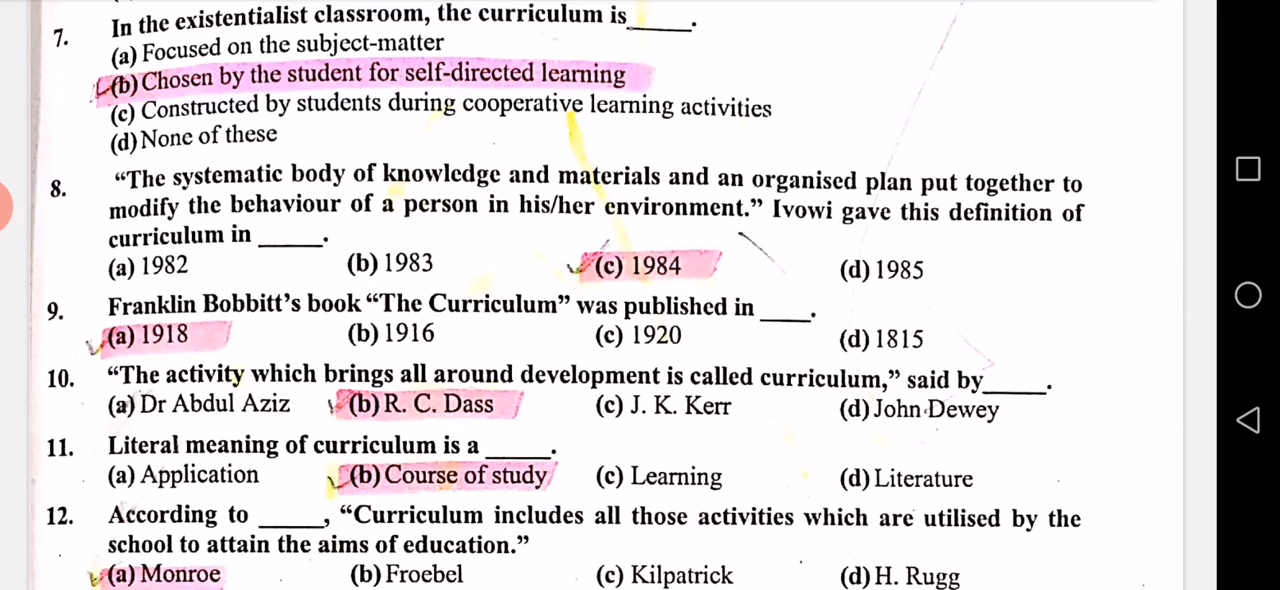 7. In the existentialist classroom, the curriculum is_____.
(a) Focused on the subject-matter
(b) Chosen by the student for self-directed learning
(c) Constructed by students during cooperative learning activities
(d) None of these
8. “The systematic body of knowledge and materials and an organised plan put together to
modify the behaviour of a person in his/her environment.” Ivowi gave this definition of
curriculum in _____.
(a) 1982 (b) 1983 (c) 1984 (d) 1985
9. Franklin Bobbitt’s book “The Curriculum” was published in ____.
(a) 1918 (b) 1916 (c) 1920 (d) 1815
10. “The activity which brings all around development is called curriculum,” said by_____.
(a) Dr Abdul Aziz (b) R. C. Dass (c) J. K. Kerr (d) John Dewey
11. Literal meaning of curriculum is a _____.
(a) Application (b) Course of study (c) Learning (d) Literature
12. According to _____, “Curriculum includes all those activities which are utilised by the
school to attain the aims of education.”
(a) Monroe (b) Froebel (c) Kilpatrick (d) H. Rugg